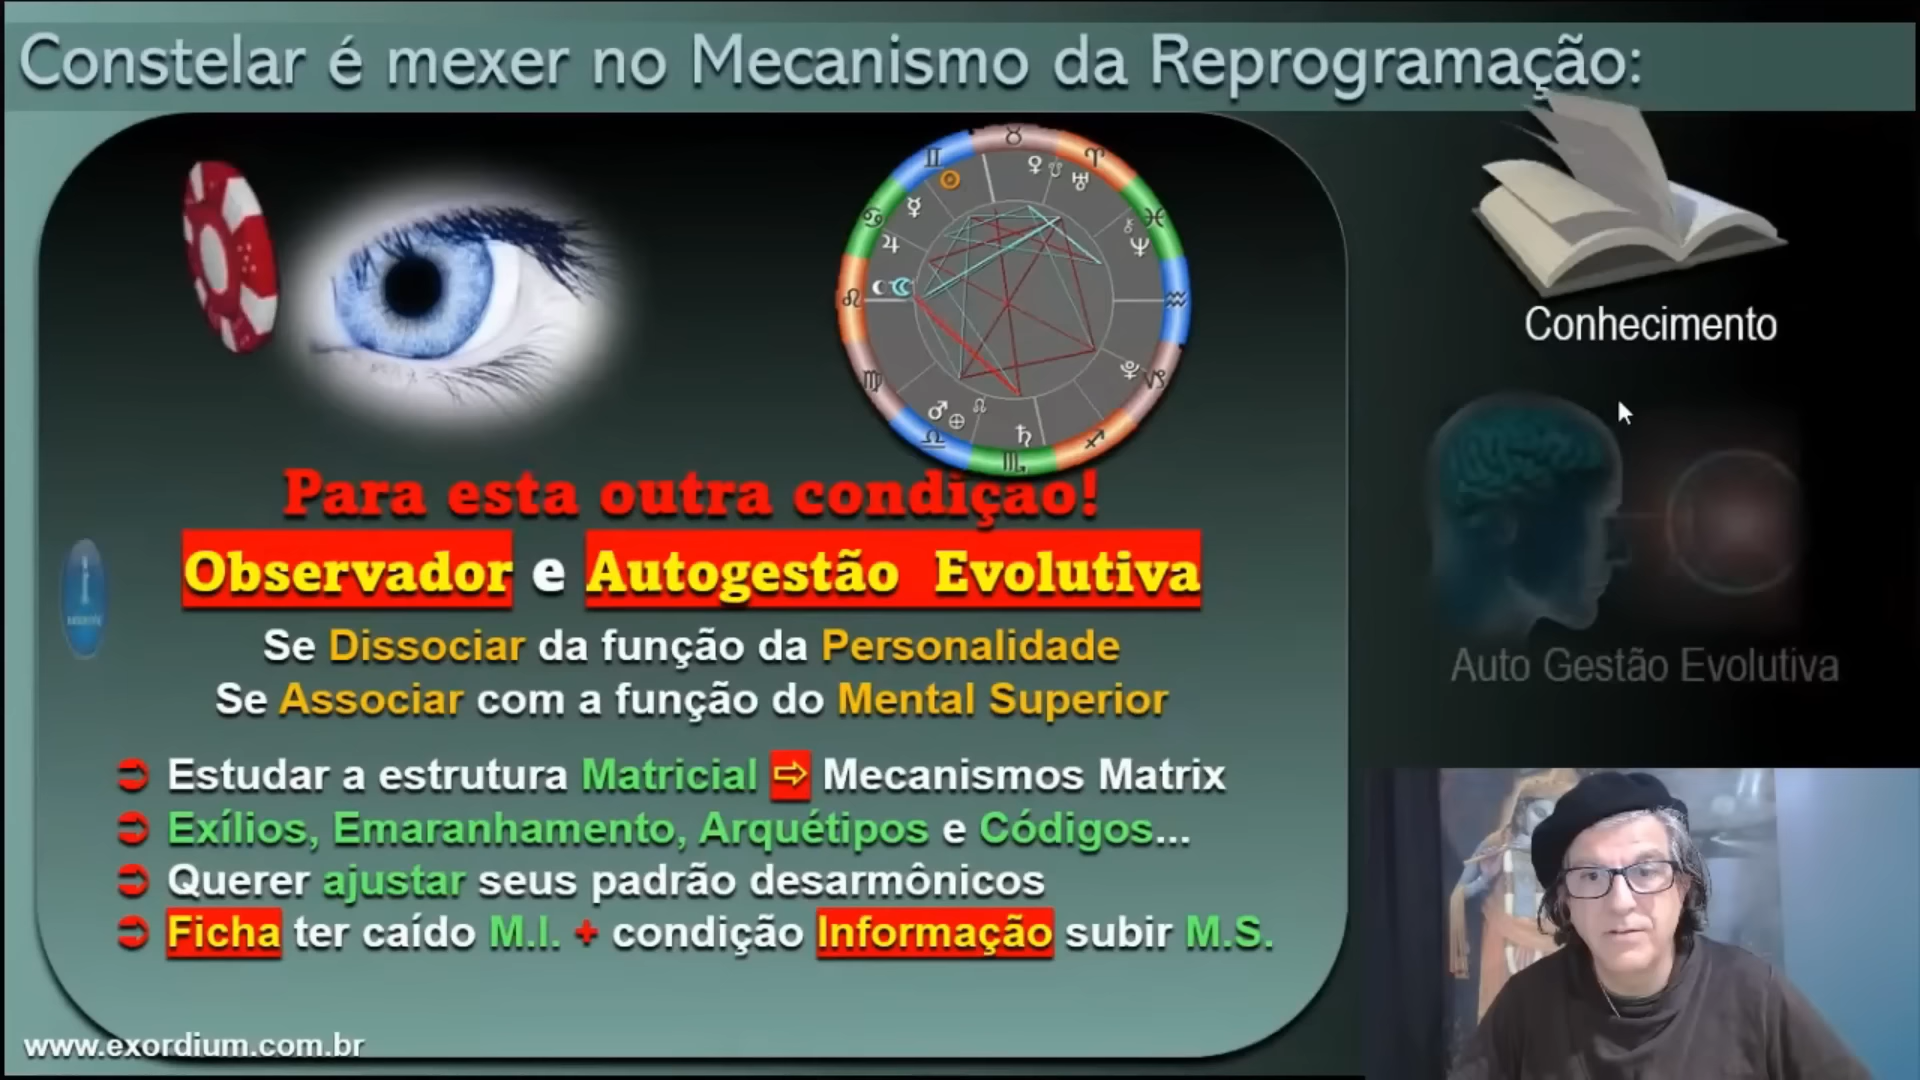 Constelar é mexer no Mecanismo da Reprogramação:
Conhecimento
Para esta outra condição!
Observador e Autogestão Evolutiva
Se Dissociar da função da Personalidade
Se Associar com a função do Mental Superior
Auto Gestão Evolutiva
➲ Estudar a estrutura Matricial ⇨ Mecanismos Matrix
➲ Exílios, Emaranhamento, Arquétipos e Códigos...
➲ Querer ajustar seus padrão desarmônicos
➲ Ficha ter caído M.I. + condição Informação subir M.S.
www.exordium.com.br